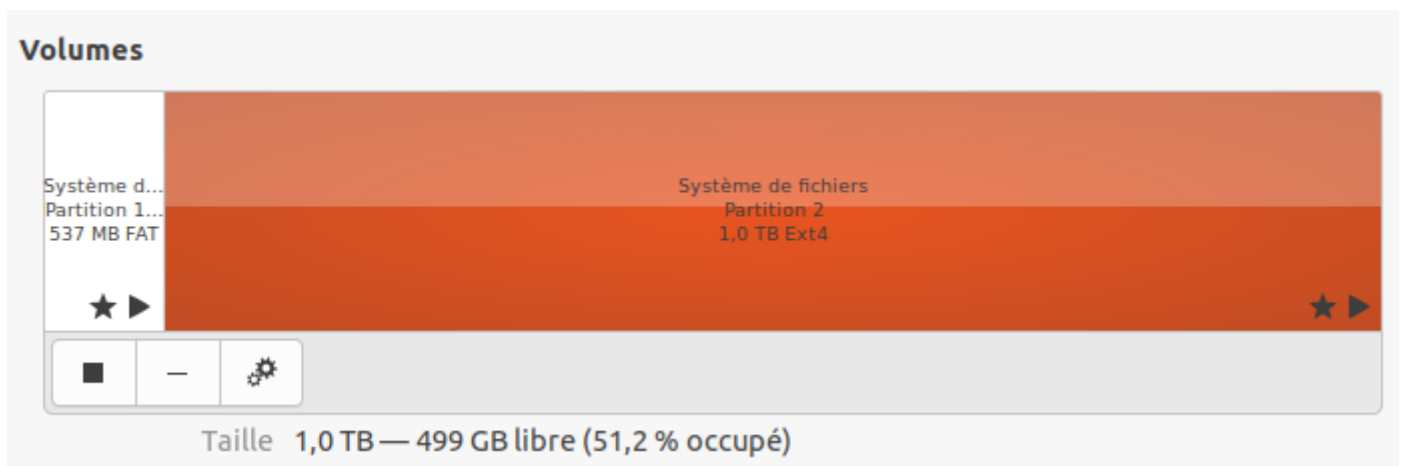 Volumes
Système d...
Partition 1...
537 MB FAT
Système de fichiers
Partition 2
1,0 TB Ext4
Taille 1,0 TB — 499 GB libre (51,2 % occupé)